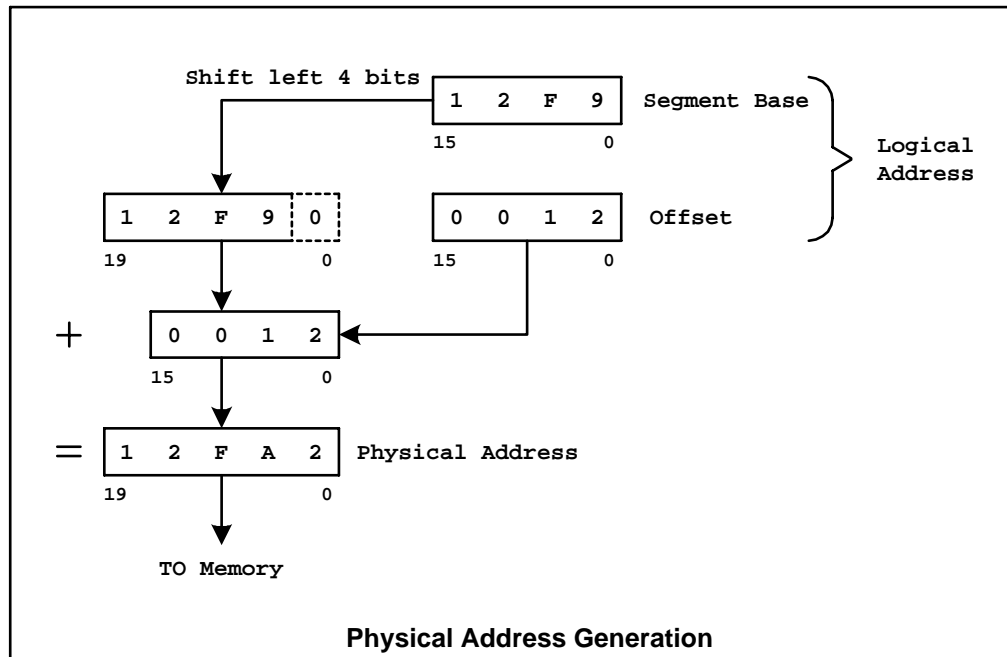 Shift left 4 bits
1 2 F 9 Segment Base
15 0
Logical
Address
1 2 F 9 0
0 0 1 2 Offset
19 0
15 0
+ 0 0 1 2
15 0
= 1 2 F A 2 Physical Address
19 0
TO Memory
Physical Address Generation